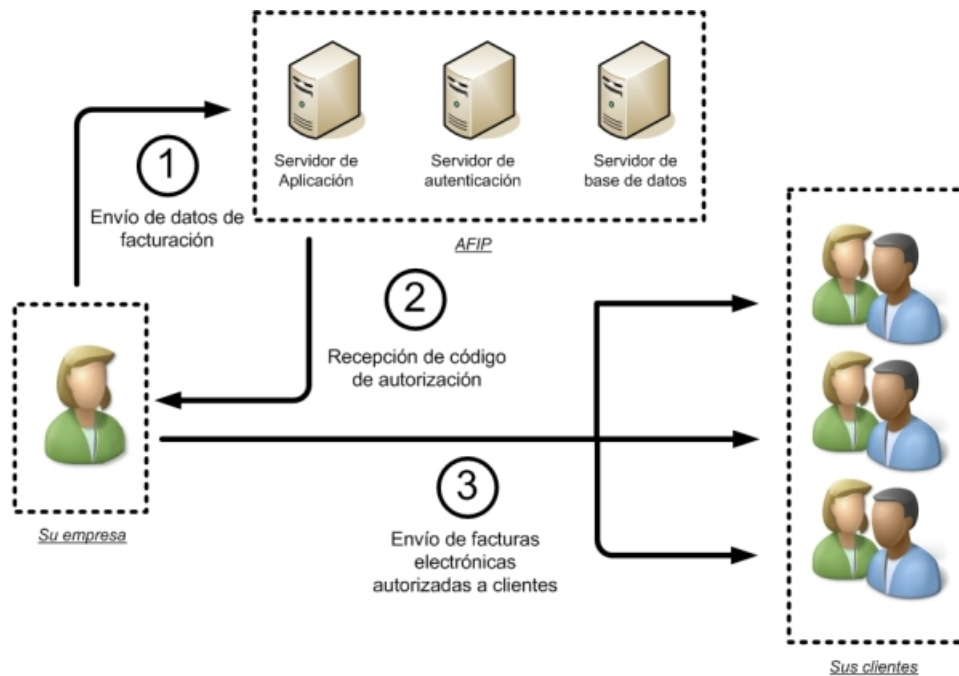 Servidor de
Aplicación
Servidor de
autenticación
Servidor de
base de datos
AFIP
1
Envío de datos de
facturación
2
Recepción de código
de autorización
Su empresa
3
Envío de facturas
electrónicas
autorizadas a clientes
Sus clientes